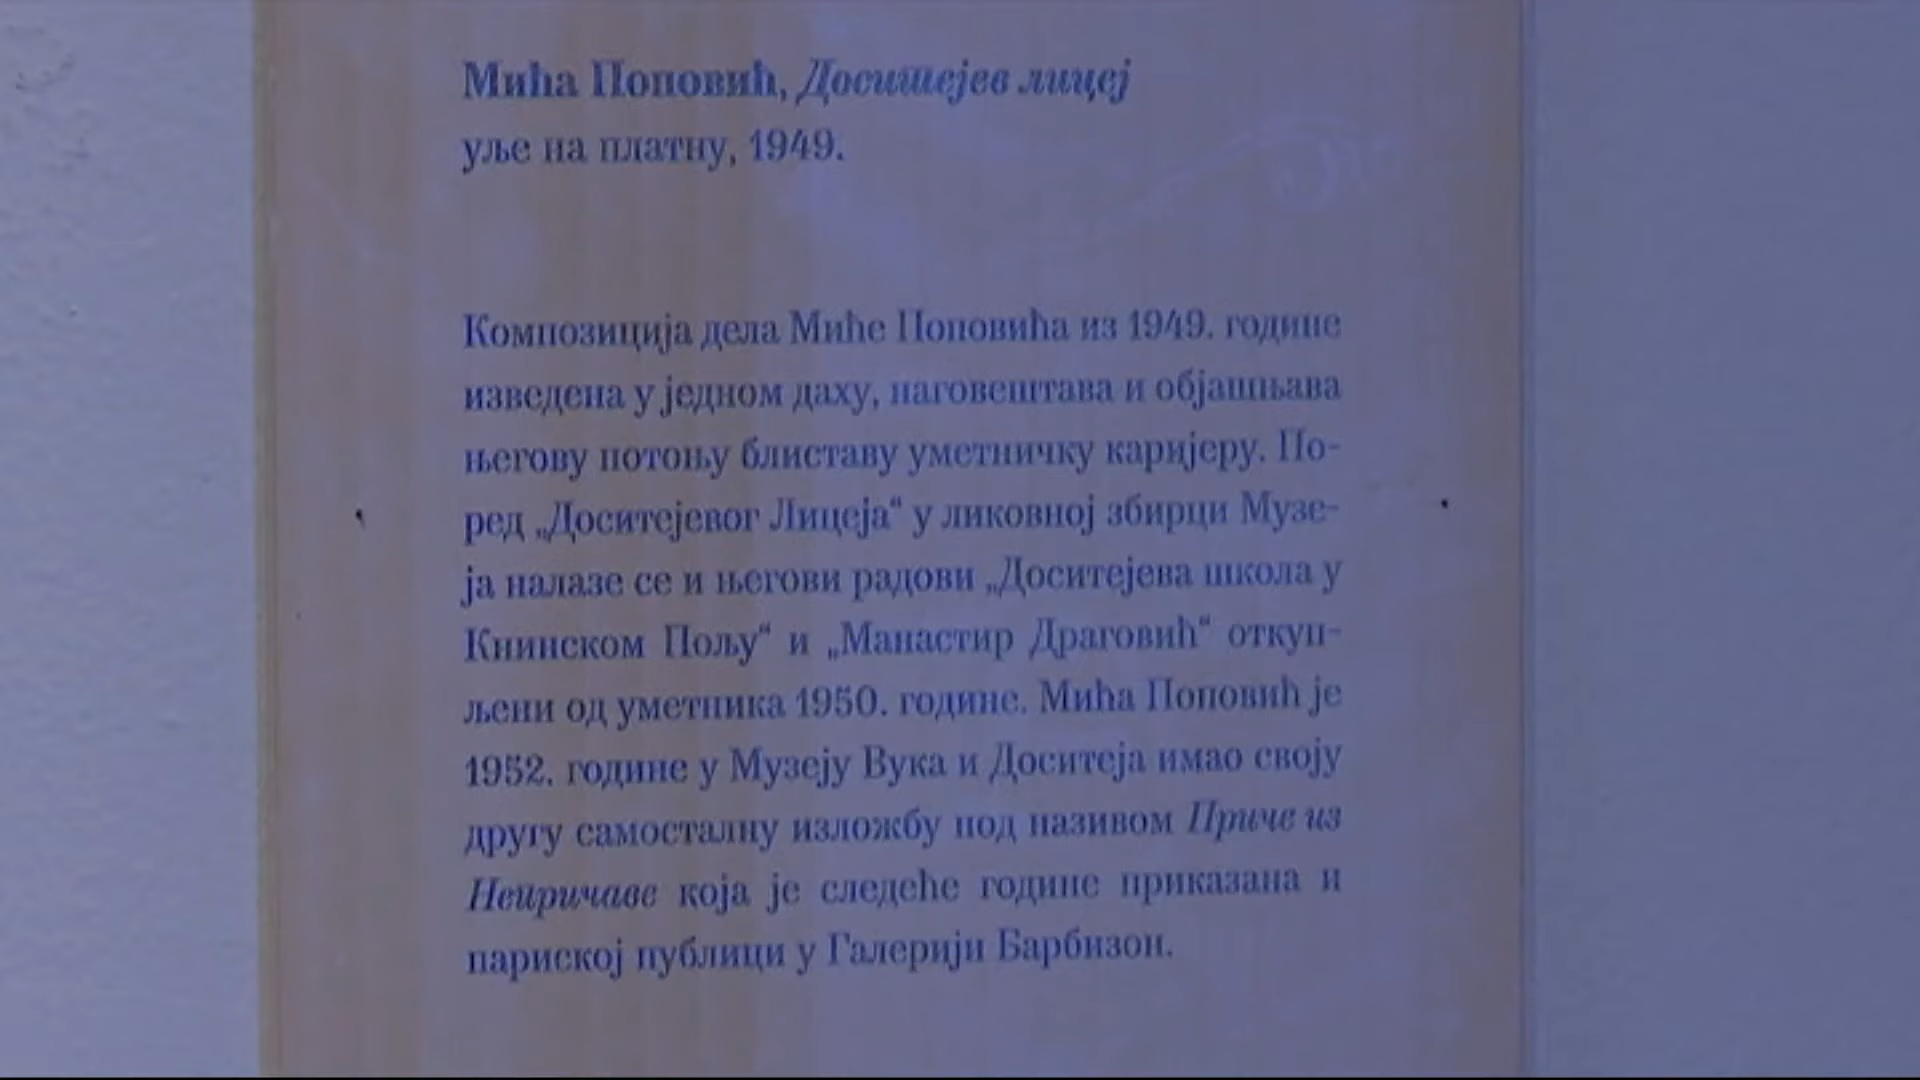 Мића Поповић, Доситејев лицеј
уље на платну, 1949.
Композиција дела Миће Поповића из 1949. године
изведена у једном даху, наговештава и објашњава
његову потоњу блиставу уметничку каријеру. По-
ред „Доситејевог Лицеја“ у ликовној збирци Музе-
ја налазе се и његови радови „Доситејева школа у
Книнском Пољу“ и „Манастир Драговић“ откуп-
љени од уметника 1950. године. Мића Поповић је
1952. године у Музеју Вука и Доситеја имао своју
другу самосталну изложбу под називом Приче из
Непричаве која је следеће године приказана и
париској публици у Галерији Барбизон.